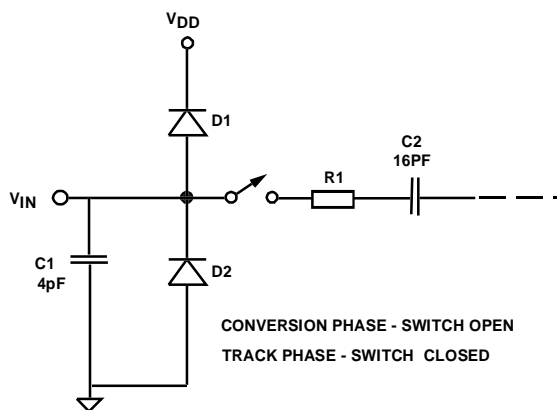 VDD
D1
C2
16PF
R1
VIN
C1
4pF
D2
CONVERSION PHASE - SWITCH OPEN
TRACK PHASE - SWITCH CLOSED